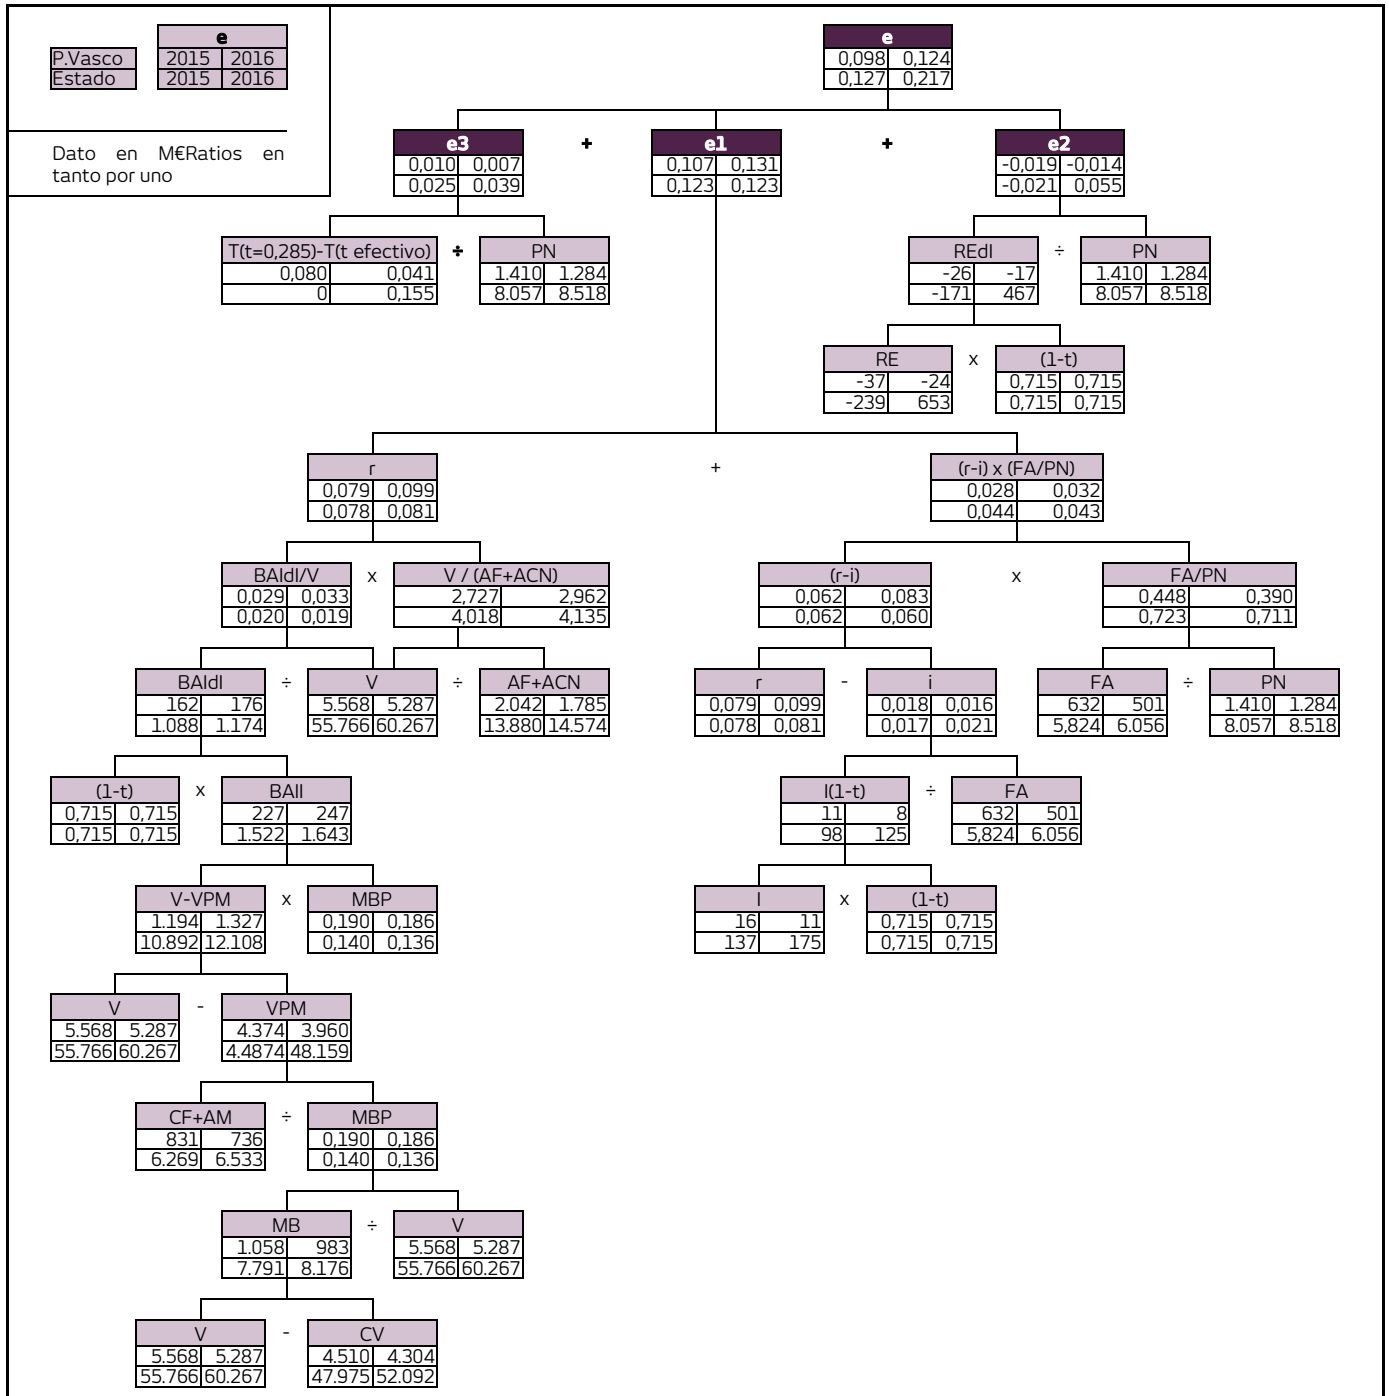 e
P.Vasco 2015 2016
Estado 2015 2016
Dato en M€Ratios en
tanto por uno
e
0,098 0,124
0,127 0,217
e3 + e1 + e2
0,010 0,007 0,107 0,131 -0,019 -0,014
0,025 0,039 0,123 0,123 -0,021 0,055
T(t=0,285)-T(t efectivo) ÷ PN REdI ÷ PN
0,080 0,041 1.410 1.284 -26 -17 1.410 1.284
0 0,155 8.057 8.518 -171 467 8.057 8.518
RE x (1-t)
-37 -24 0,715 0,715
-239 653 0,715 0,715
r + (r-i) x (FA/PN)
0,079 0,099 0,028 0,032
0,078 0,081 0,044 0,043
BAIdI/V x V / (AF+ACN) (r-i) x FA/PN
0,029 0,033 2,727 2,962 0,062 0,083 0,448 0,390
0,020 0,019 4,018 4,135 0,062 0,060 0,723 0,711
BAIdI ÷ V ÷ AF+ACN r - i FA ÷ PN
162 176 5.568 5.287 2.042 1.785 0,079 0,099 0,018 0,016 632 501 1.410 1.284
1.088 1.174 55.766 60.267 13.880 14.574 0,078 0,081 0,017 0,021 5,824 6.056 8.057 8.518
(1-t) x BAII I(1-t) ÷ FA
0,715 0,715 227 247 11 8 632 501
0,715 0,715 1.522 1.643 98 125 5,824 6.056
V-VPM x MBP I x (1-t)
1.194 1.327 0,190 0,186 16 11 0,715 0,715
10.892 12.108 0,140 0,136 137 175 0,715 0,715
V - VPM
5.568 5.287 4.374 3.960
55.766 60.267 4.4874 48.159
CF+AM ÷ MBP
831 736 0,190 0,186
6.269 6.533 0,140 0,136
MB ÷ V
1.058 983 5.568 5.287
7.791 8.176 55.766 60.267
V - CV
5.568 5.287 4.510 4.304
55.766 60.267 47.975 52.092